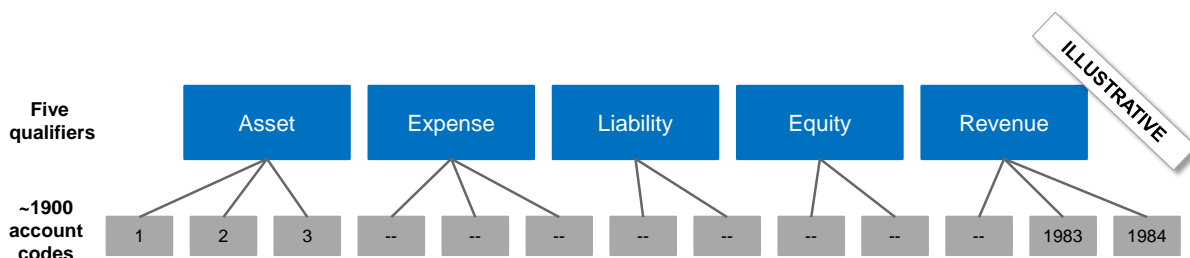 ILLUSTRATIVE
Five
qualifiers
Asset
Expense
Liability
Equity
Revenue
~1900
account
codes
1
2
3
--
--
--
--
--
--
--
--
1983
1984